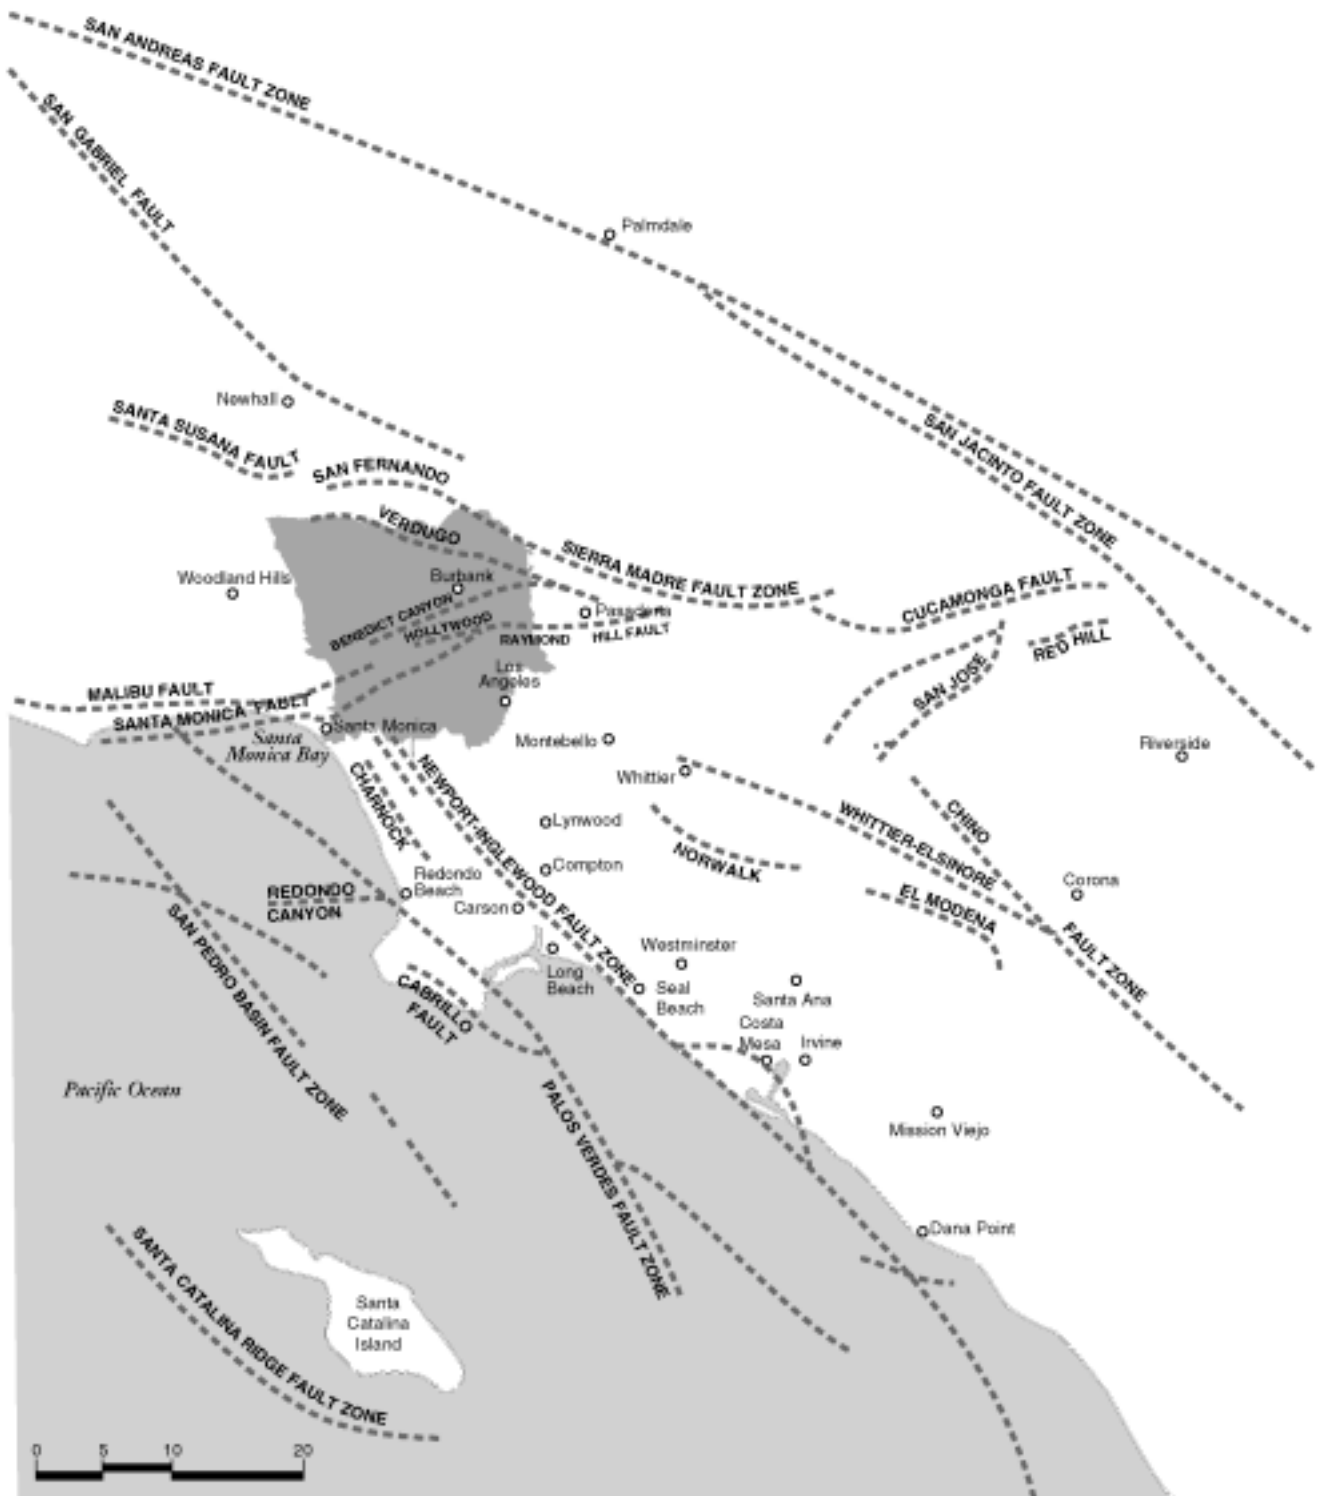 SAN ANDREAS FAULT ZONE
SAN GABRIEL FAULT
Palmdale
Newhall
SANTA SUSANA FAULT
SAN FERNANDO
SAN JACINTO FAULT ZONE
VERDUGO
SIERRA MADRE FAULT ZONE
Woodland Hills
Burbank
CUCAMONGA FAULT
BENEDICT CANYON
HOLLYWOOD
Pasadena
RAYMOND HILL FAULT
RED HILL
SAN JOSE
Los
Angeles
MALIBU FAULT
SANTA MONICA FAULT
Santa Monica
Santa
Monica Bay
Montebello
Riverside
Whittier
CHARNOCK
NEWPORT-INGLEWOOD FAULT ZONE
Lynwood
WHITTIER-ELSINORE
CHINO
NORWALK
Compton
Redondo
Beach
REDONDO
CANYON
Carson
EL MODENA
Corona
FAULT ZONE
SAN PEDRO BASIN FAULT ZONE
Westminster
CABRILLO
FAULT
Long
Beach
Seal
Beach
Santa Ana
Costa
Mesa
Irvine
Pacific Ocean
PALOS VERDES FAULT ZONE
Mission Viejo
Dana Point
SANTA CATALINA RIDGE FAULT ZONE
Santa
Catalina
Island
0 5 10 20